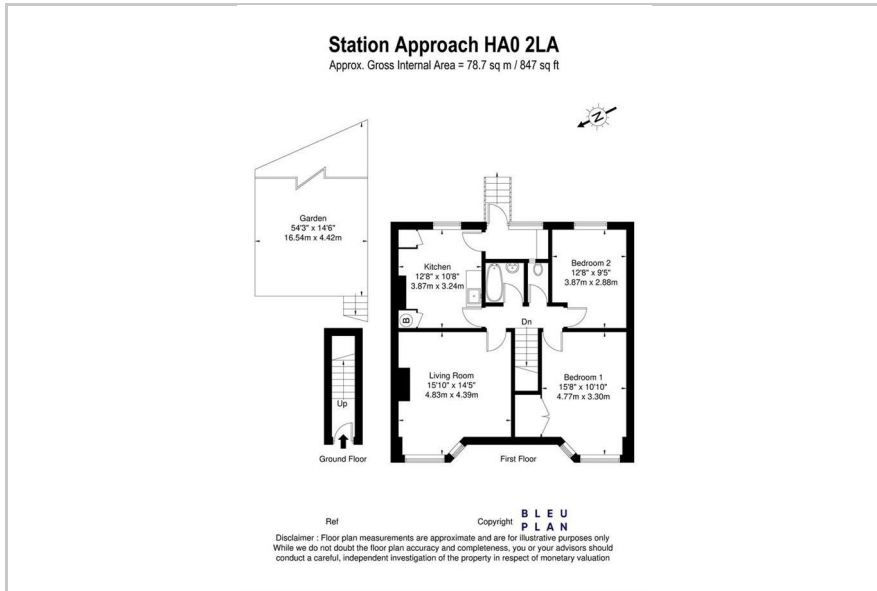 Station Approach HA0 2LA
Approx. Gross Internal Area = 78.7 sq m / 847 sq ft
N
Garden
54'3" x 14'6"
16.54m x 4.42m
Kitchen
12'8" x 10'8"
3.87m x 3.24m
Bedroom 2
12'8" x 9'5"
3.87m x 2.88m
B
Dn
Living Room
15'10" x 14'5"
4.83m x 4.39m
Bedroom 1
15'8" x 10'10"
4.77m x 3.30m
Up
Ground Floor
First Floor
Ref
Copyright
BLEU
PLAN
Disclaimer : Floor plan measurements are approximate and are for illustrative purposes only
While we do not doubt the floor plan accuracy and completeness, you or your advisors should
conduct a careful, independent investigation of the property in respect of monetary valuation